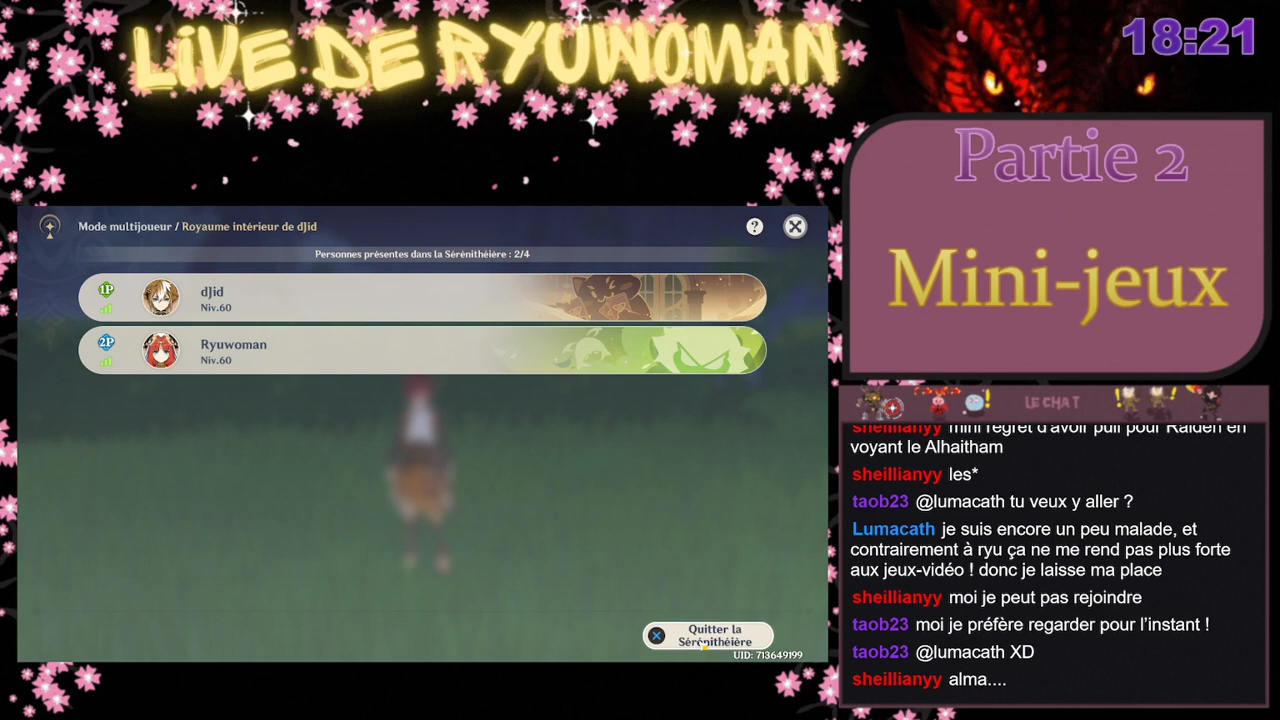 LIVE DE RYUWOMAN
18:21
Partie 2
Mini-jeux
Mode multijoueur / Royaume intérieur de dJid
?
Personnes présentes dans la Sérénithéière : 2/4
1P
dJid
Niv.60
2P
Ryuwoman
Niv.60
Quitter la
Sérénithéière
UID: 713649199
LE CHAT
sheillianyy mini regret d'avoir pull pour Raiden en
voyant le Alhaitham
sheillianyy les*
taob23 @lumacath tu veux y aller ?
Lumacath je suis encore un peu malade, et
contrairement à ryu ça ne me rend pas plus forte
aux jeux-vidéo ! donc je laisse ma place
sheillianyy moi je peut pas rejoindre
taob23 moi je préfère regarder pour l'instant !
taob23 @lumacath XD
sheillianyy alma....